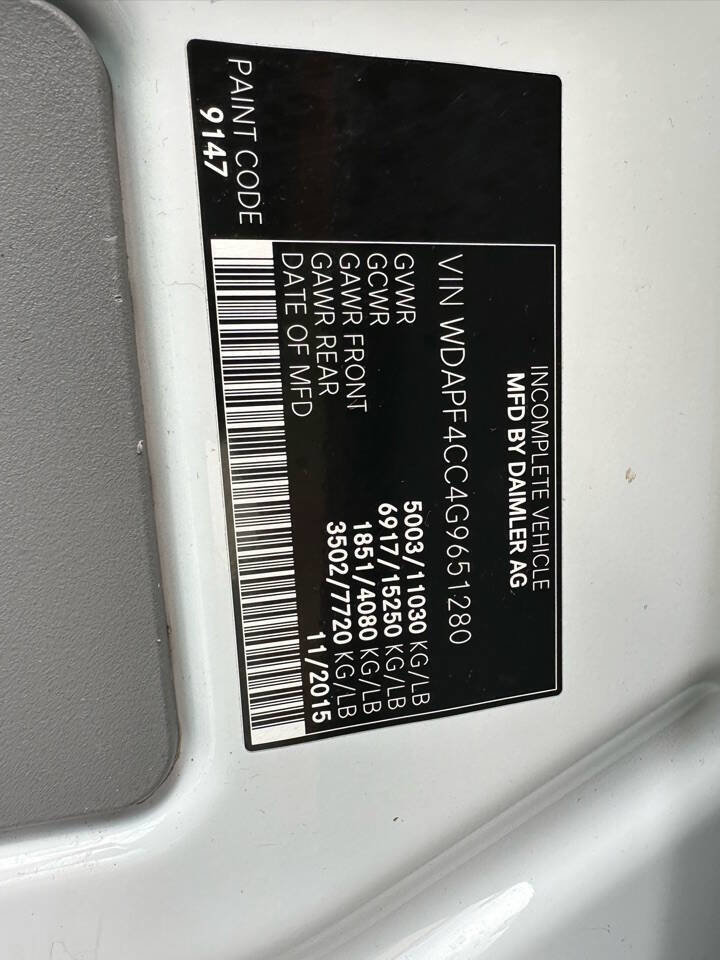 INCOMPLETE VEHICLE
MFD BY DAIMLER AG
VIN WDAPF4CC4G9651280
GVWR 5003/11030 KG/LB
GCWR 6917/15250 KG/LB
GAWR FRONT 1851/4080 KG/LB
GAWR REAR 3502/7720 KG/LB
DATE OF MFD 11/2015
PAINT CODE
9147